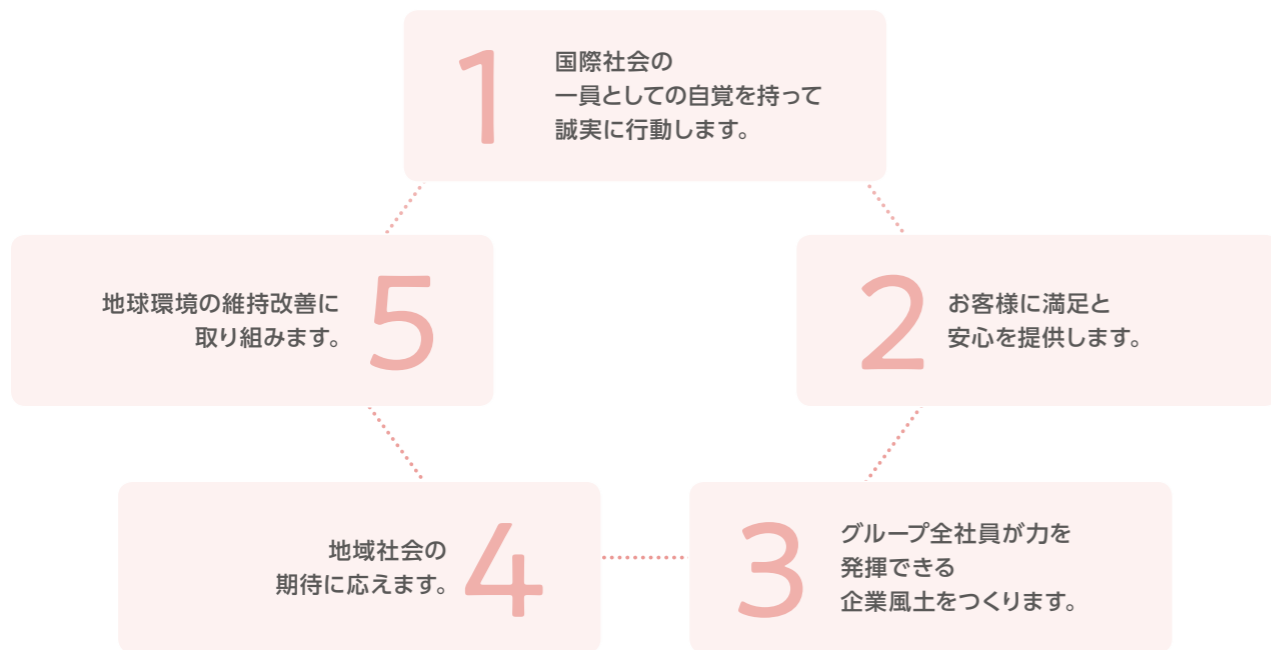 1
国際社会の
一員としての自覚を持って
誠実に行動します。
2
お客様に満足と
安心を提供します。
3
グループ全社員が力を
発揮できる
企業風土をつくります。
4
地域社会の
期待に応えます。
5
地球環境の維持改善に
取り組みます。